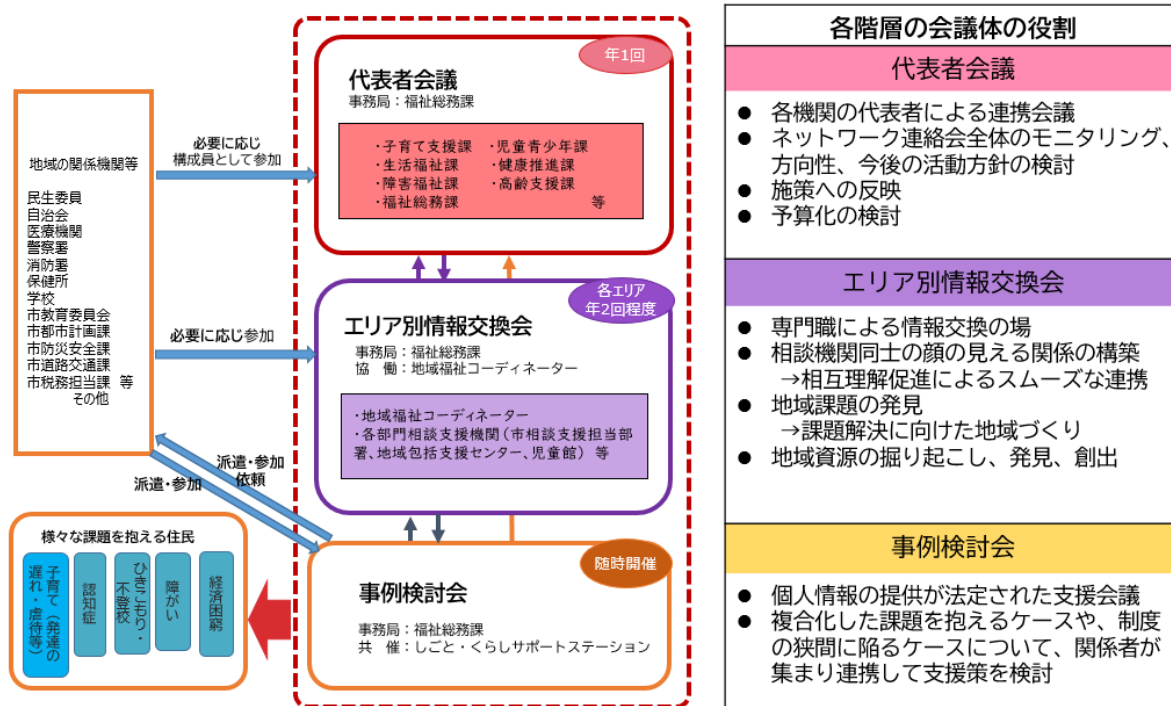 地域の関係機関等
民生委員
自治会
医療機関
警察署
消防署
保健所
学校
市教育委員会
市都市計画課
市防災安全課
市道路交通課
市税務担当課 等
その他
必要に応じ
構成員として参加
必要に応じ参加
派遣・参加
依頼
派遣・参加
年1回
代表者会議
事務局：福祉総務課
・子育て支援課 ・児童青少年課
・生活福祉課 ・健康推進課
・障害福祉課 ・高齢支援課
・福祉総務課 等
各エリア
年2回程度
エリア別情報交換会
事務局：福祉総務課
協 働：地域福祉コーディネーター
・地域福祉コーディネーター
・各部門相談支援機関（市相談支援担当部
署、地域包括支援センター、児童館）等
随時開催
事例検討会
事務局：福祉総務課
共 催：しごと・くらしサポートステーション
様々な課題を抱える住民
子育て（発達の
遅れ・虐待等）
認知症
ひきこもり・
不登校
障がい
経済困窮
各階層の会議体の役割
代表者会議
● 各機関の代表者による連携会議
● ネットワーク連絡会全体のモニタリング、
方向性、今後の活動方針の検討
● 施策への反映
● 予算化の検討
エリア別情報交換会
● 専門職による情報交換の場
● 相談機関同士の顔の見える関係の構築
→相互理解促進によるスムーズな連携
● 地域課題の発見
→課題解決に向けた地域づくり
● 地域資源の掘り起こし、発見、創出
事例検討会
● 個人情報の提供が法定された支援会議
● 複合化した課題を抱えるケースや、制度
の狭間に陥るケースについて、関係者が
集まり連携して支援策を検討